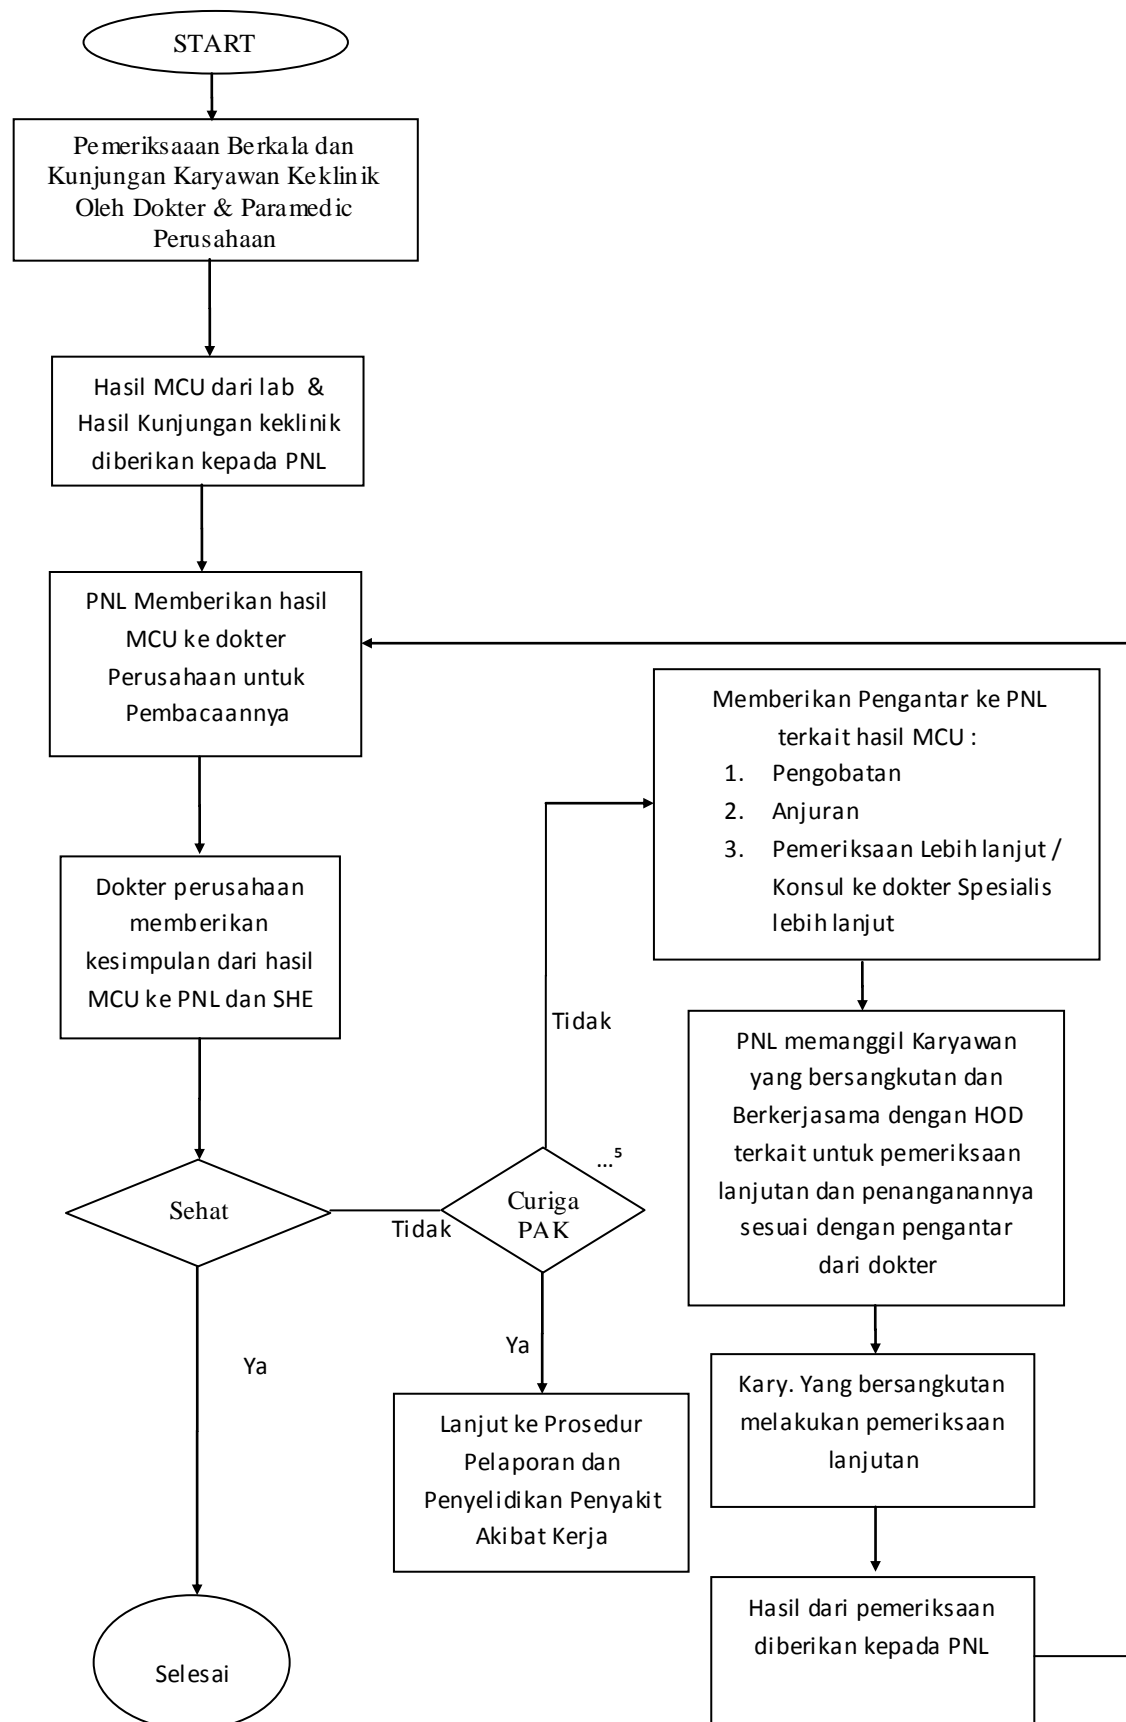 START
Pemeriksaaan Berkala dan
Kunjungan Karyawan Keklinik
Oleh Dokter & Paramedic
Perusahaan
Hasil MCU dari lab &
Hasil Kunjungan keklinik
diberikan kepada PNL
PNL Memberikan hasil
MCU ke dokter
Perusahaan untuk
Pembacaannya
Dokter perusahaan
memberikan
kesimpulan dari hasil
MCU ke PNL dan SHE
Sehat
Tidak
Ya
Selesai
...⁵
Curiga
PAK
Tidak
Ya
Lanjut ke Prosedur
Pelaporan dan
Penyelidikan Penyakit
Akibat Kerja
Memberikan Pengantar ke PNL
terkait hasil MCU :
1. Pengobatan
2. Anjuran
3. Pemeriksaan Lebih lanjut /
Konsul ke dokter Spesialis
lebih lanjut
PNL memanggil Karyawan
yang bersangkutan dan
Berkerjasama dengan HOD
terkait untuk pemeriksaan
lanjutan dan penanganannya
sesuai dengan pengantar
dari dokter
Kary. Yang bersangkutan
melakukan pemeriksaan
lanjutan
Hasil dari pemeriksaan
diberikan kepada PNL